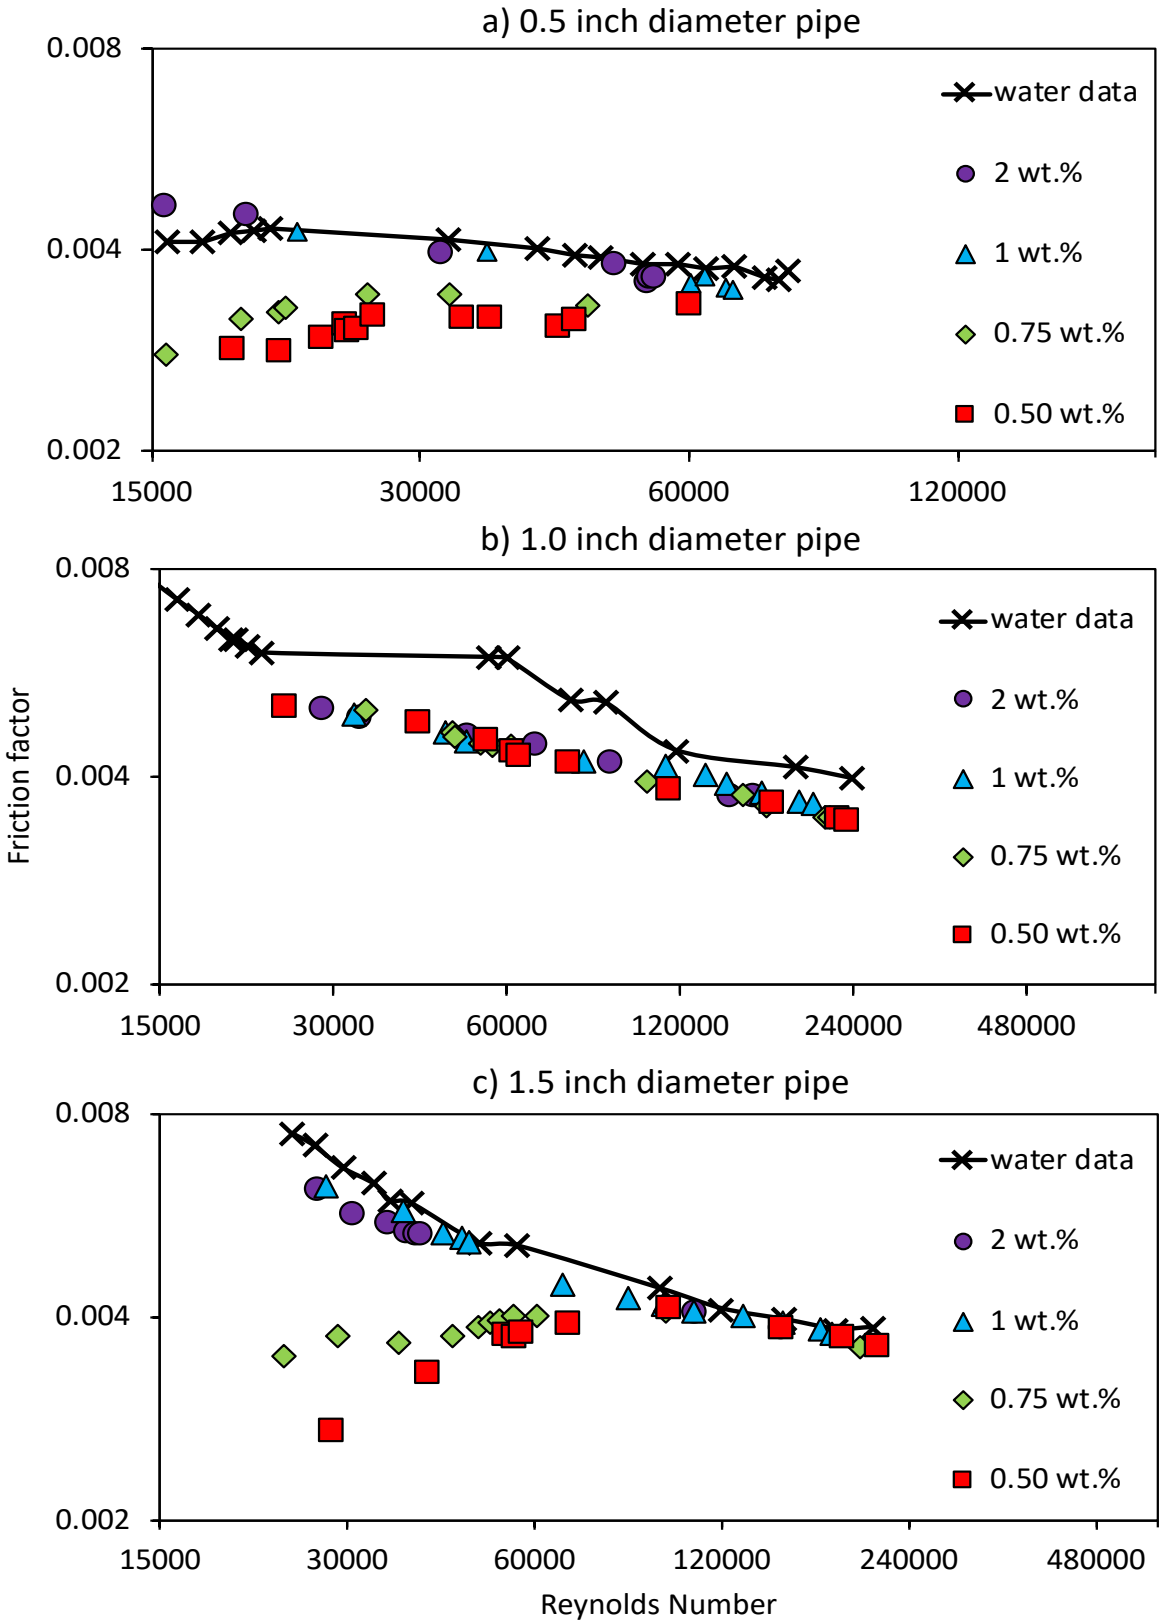 a) 0.5 inch diameter pipe
0.008
water data
2 wt.%
0.004
1 wt.%
0.75 wt.%
0.50 wt.%
0.002
15000 30000 60000 120000
b) 1.0 inch diameter pipe
0.008
water data
2 wt.%
0.004
1 wt.%
0.75 wt.%
0.50 wt.%
0.002
15000 30000 60000 120000 240000 480000
Friction factor
c) 1.5 inch diameter pipe
0.008
water data
2 wt.%
0.004
1 wt.%
0.75 wt.%
0.50 wt.%
0.002
15000 30000 60000 120000 240000 480000
Reynolds Number